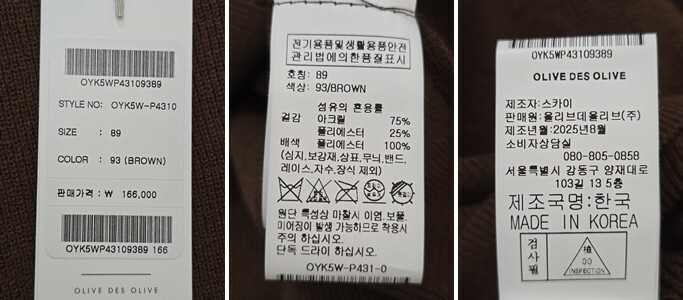 OYK5WP43109389
STYLE NO: OYK5W-P4310
SIZE : 89
COLOR : 93 (BROWN)
판매가격 : ₩ 166,000
OYK5WP43109389 166
OLIVE DES OLIVE
전기용품및생활용품안전
관리법에의한품질표시
호칭: 89
색상: 93/BROWN
섬유의 혼용률
겉감 아크릴 75%
폴리에스터 25%
배색 폴리에스터 100%
(심지,보강재,상표,무늬,밴드,
레이스,자수,장식 제외)
원단 특성상 마찰시 이염,보풀,
미어짐이 발생 가능하므로 착용시
주의 하십시오.
단독 드라이 하십시오.
OYK5W-P431-0
OYK5WP43109389
OLIVE DES OLIVE
제조자:스카이
판매원:올리브데올리브(주)
제조년월:2025년8월
소비자상담실
080-805-0858
서울특별시 강동구 양재대로
103길 13 5층
제조국명:한국
MADE IN KOREA
검사필
檢
00
INSPECTION